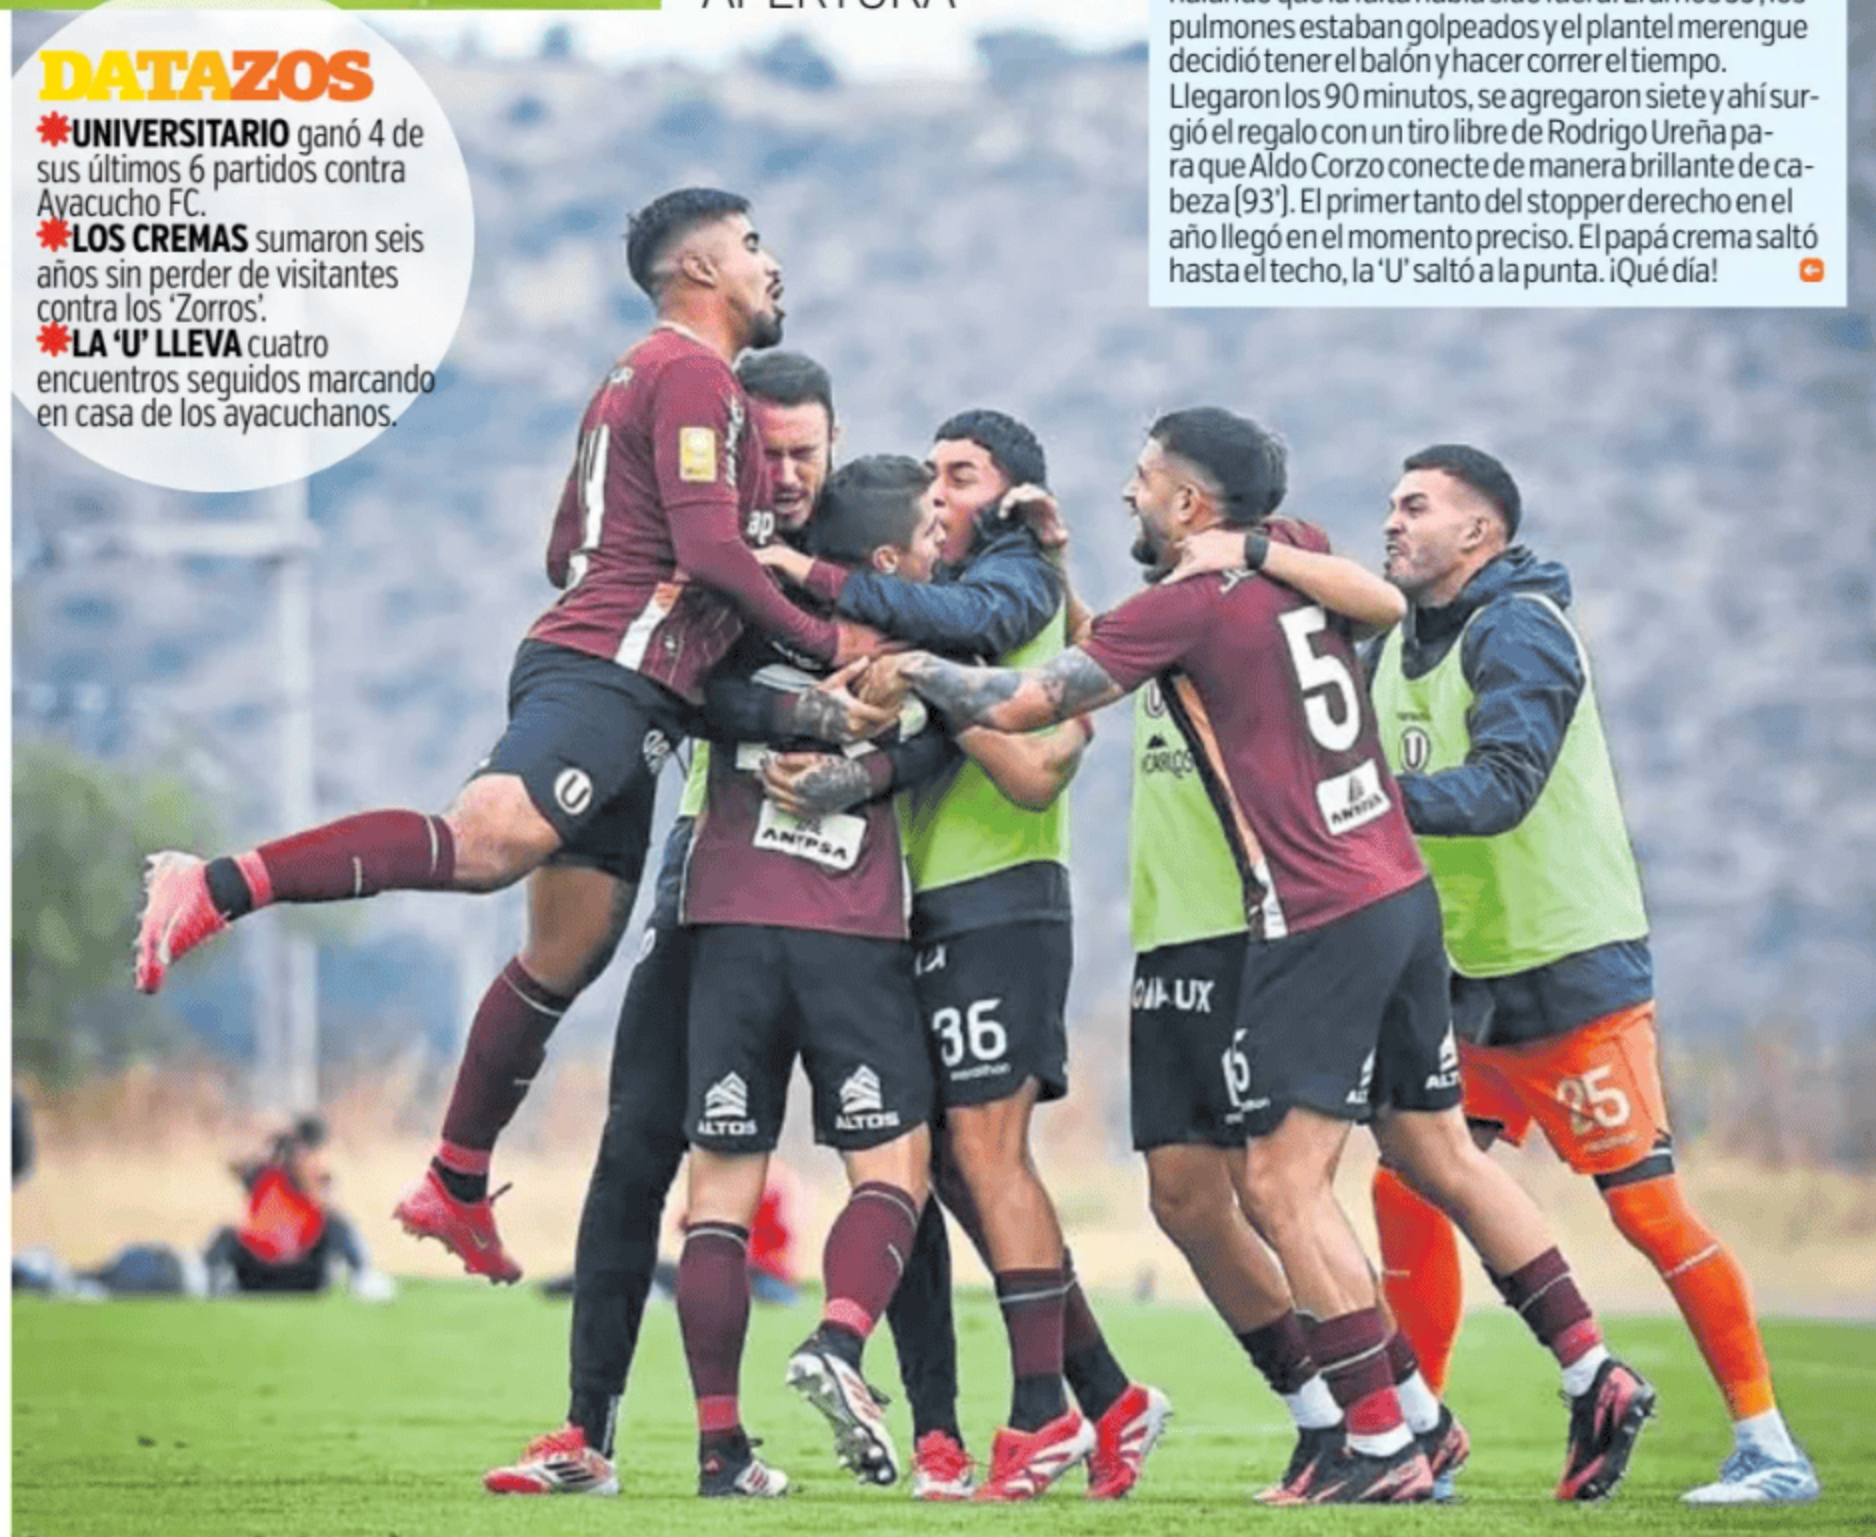 APERTURA
DATAZOS
UNIVERSITARIO ganó 4 de
sus últimos 6 partidos contra
Ayacucho FC.
LOS CREMAS sumaron seis
años sin perder de visitantes
contra los ‘Zorros’.
LA ‘U’ LLEVA cuatro
encuentros seguidos marcando
en casa de los ayacuchanos.
pulmones estaban golpeados y el plantel merengue
decidió tener el balón y hacer correr el tiempo.
Llegaron los 90 minutos, se agregaron siete y ahí sur-
gió el regalo con un tiro libre de Rodrigo Ureña pa-
ra que Aldo Corzo conecte de manera brillante de ca-
beza (93’). El primer tanto del stopper derecho en el
año llegó en el momento preciso. El papá crema saltó
hasta el techo, la ‘U’ saltó a la punta. ¡Qué día!
ap
U
5
U
U
ANYPSA
36
marathon
UX
25
ALTOS
ALTOS